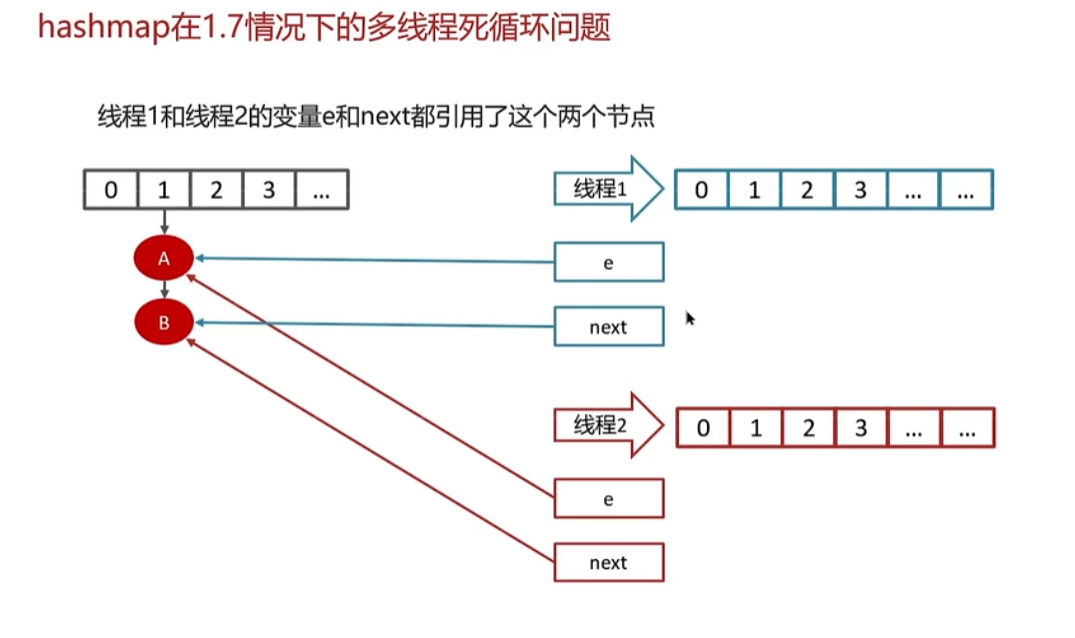 hashmap在1.7情况下的多线程死循环问题
线程1和线程2的变量e和next都引用了这个两个节点
0 1 2 3 ...
线程1 0 1 2 3 ... ...
A
e
B
next
线程2 0 1 2 3 ... ...
e
next